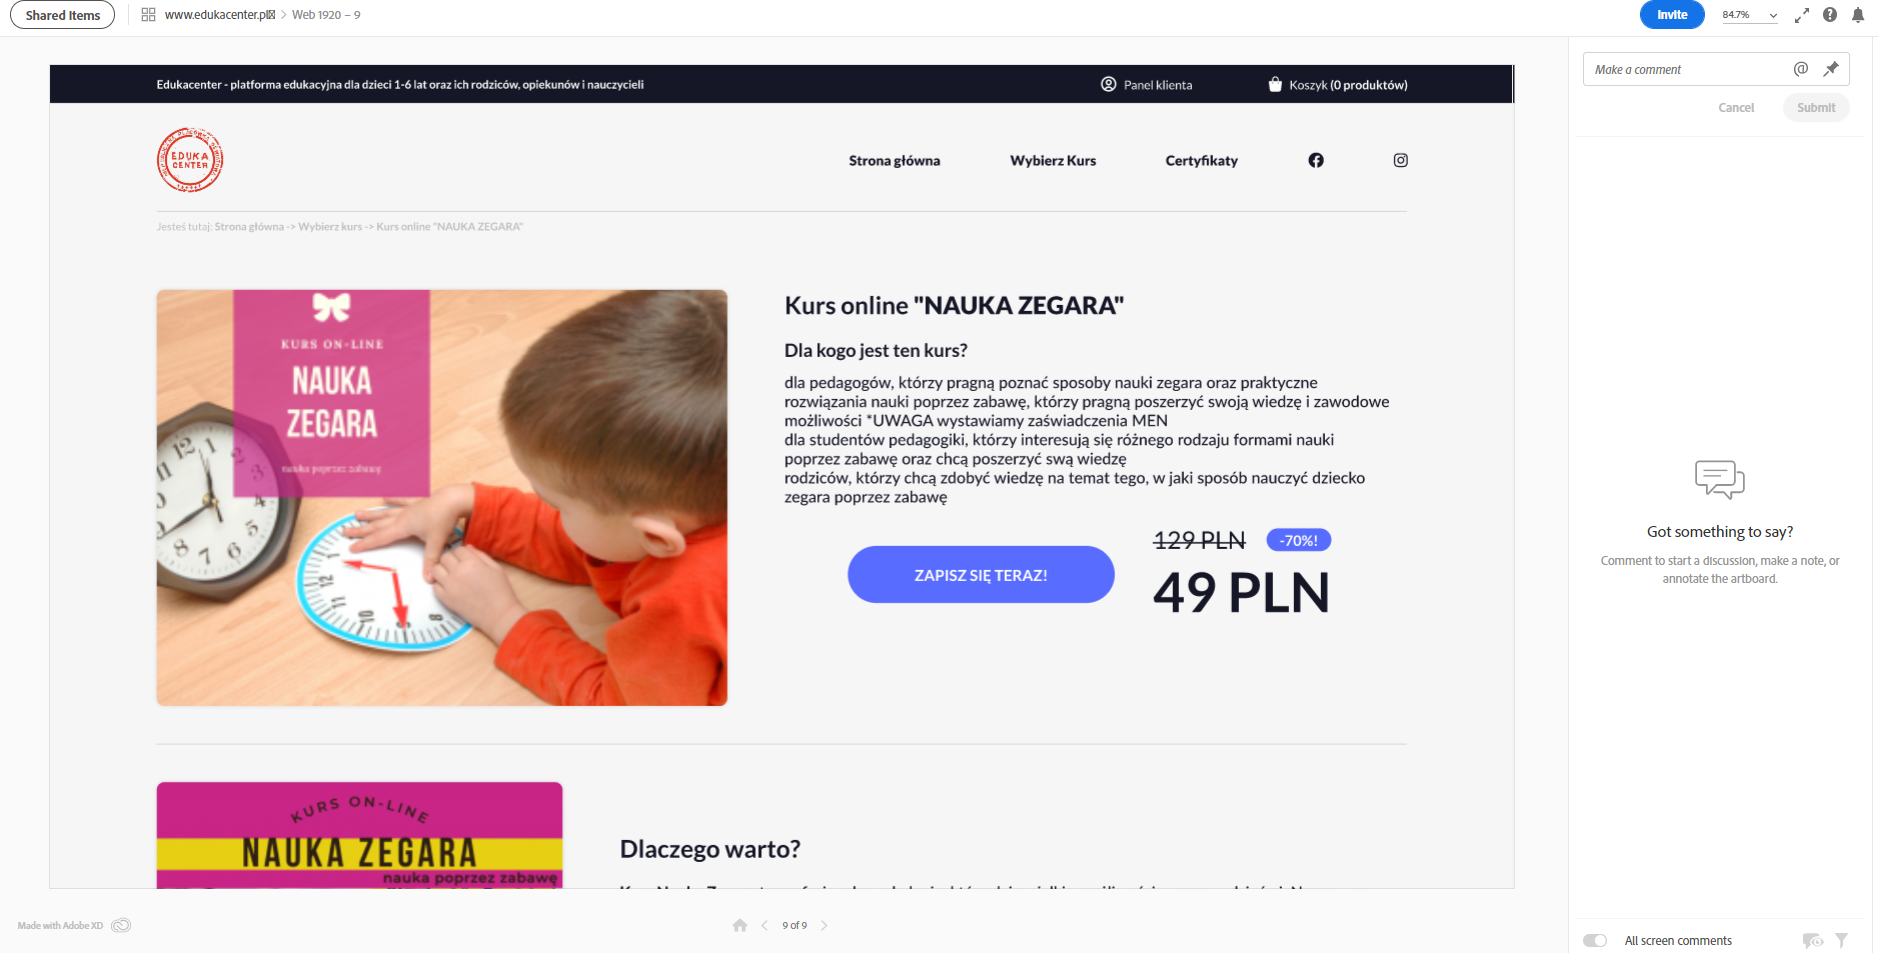 Shared Items
www.edukacenter.pl
Web 1920 – 9
Invite
84.7%
Edukacenter - platforma edukacyjna dla dzieci 1-6 lat oraz ich rodziców, opiekunów i nauczycieli
Panel klienta
Koszyk (0 produktów)
EDUKA
CENTER
Strona główna
Wybierz Kurs
Certyfikaty
Jesteś tutaj: Strona główna -> Wybierz kurs -> Kurs online "NAUKA ZEGARA"
KURS ON-LINE
NAUKA
ZEGARA
nauka poprzez zabawę
Kurs online "NAUKA ZEGARA"
Dla kogo jest ten kurs?
dla pedagogów, którzy pragną poznać sposoby nauki zegara oraz praktyczne
rozwiązania nauki poprzez zabawę, którzy pragną poszerzyć swoją wiedzę i zawodowe
możliwości *UWAGA wystawiamy zaświadczenia MEN
dla studentów pedagogiki, którzy interesują się różnego rodzaju formami nauki
poprzez zabawę oraz chcą poszerzyć swą wiedzę
rodziców, którzy chcą zdobyć wiedzę na temat tego, w jaki sposób nauczyć dziecko
zegara poprzez zabawę
ZAPISZ SIĘ TERAZ!
129 PLN
-70%!
49 PLN
KURS ON-LINE
NAUKA ZEGARA
nauka poprzez zabawę
Dlaczego warto?
Make a comment
Cancel
Submit
Got something to say?
Comment to start a discussion, make a note, or
annotate the artboard.
Made with Adobe XD
9 of 9
All screen comments